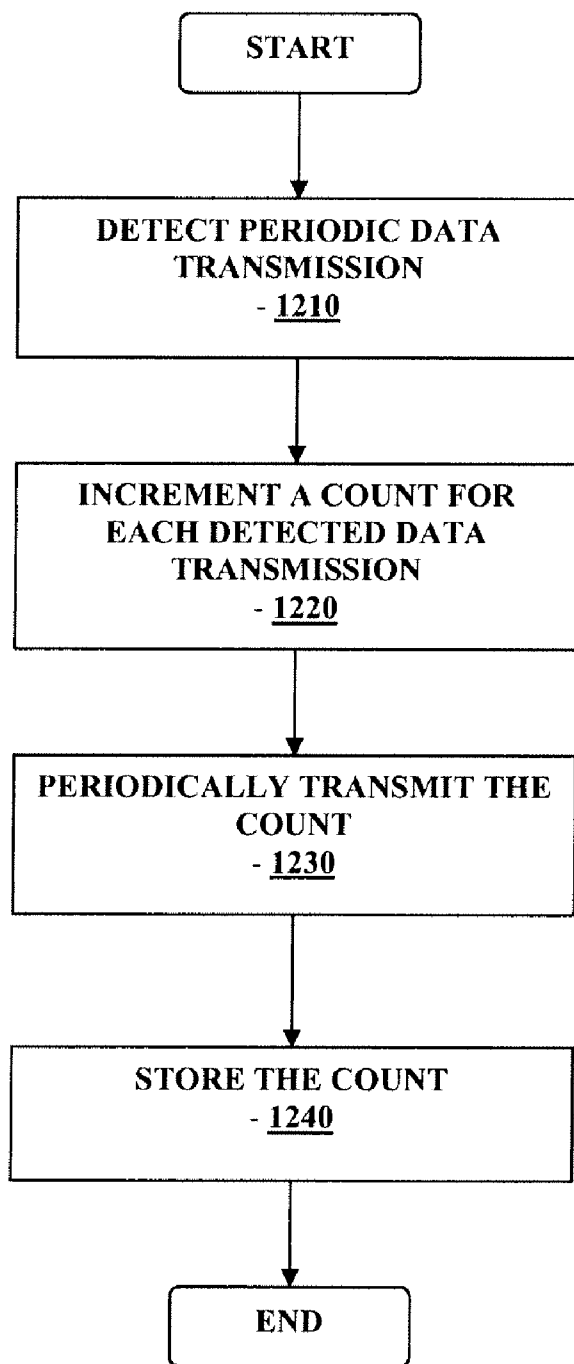 START
DETECT PERIODIC DATA
TRANSMISSION
- 1210
INCREMENT A COUNT FOR
EACH DETECTED DATA
TRANSMISSION
- 1220
PERIODICALLY TRANSMIT THE
COUNT
- 1230
STORE THE COUNT
- 1240
END